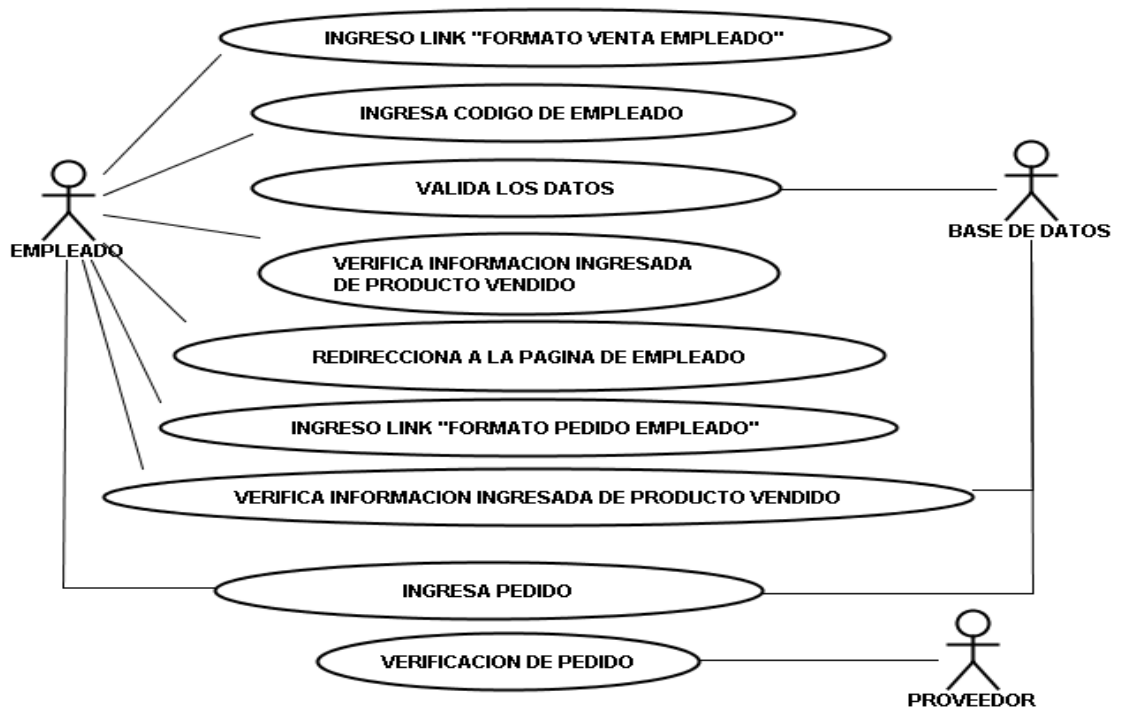 INGRESO LINK "FORMATO VENTA EMPLEADO"
INGRESA CODIGO DE EMPLEADO
VALIDA LOS DATOS
BASE DE DATOS
EMPLEADO
VERIFICA INFORMACION INGRESADA
DE PRODUCTO VENDIDO
REDIRECCIONA A LA PAGINA DE EMPLEADO
INGRESO LINK "FORMATO PEDIDO EMPLEADO"
VERIFICA INFORMACION INGRESADA DE PRODUCTO VENDIDO
INGRESA PEDIDO
VERIFICACION DE PEDIDO
PROVEEDOR